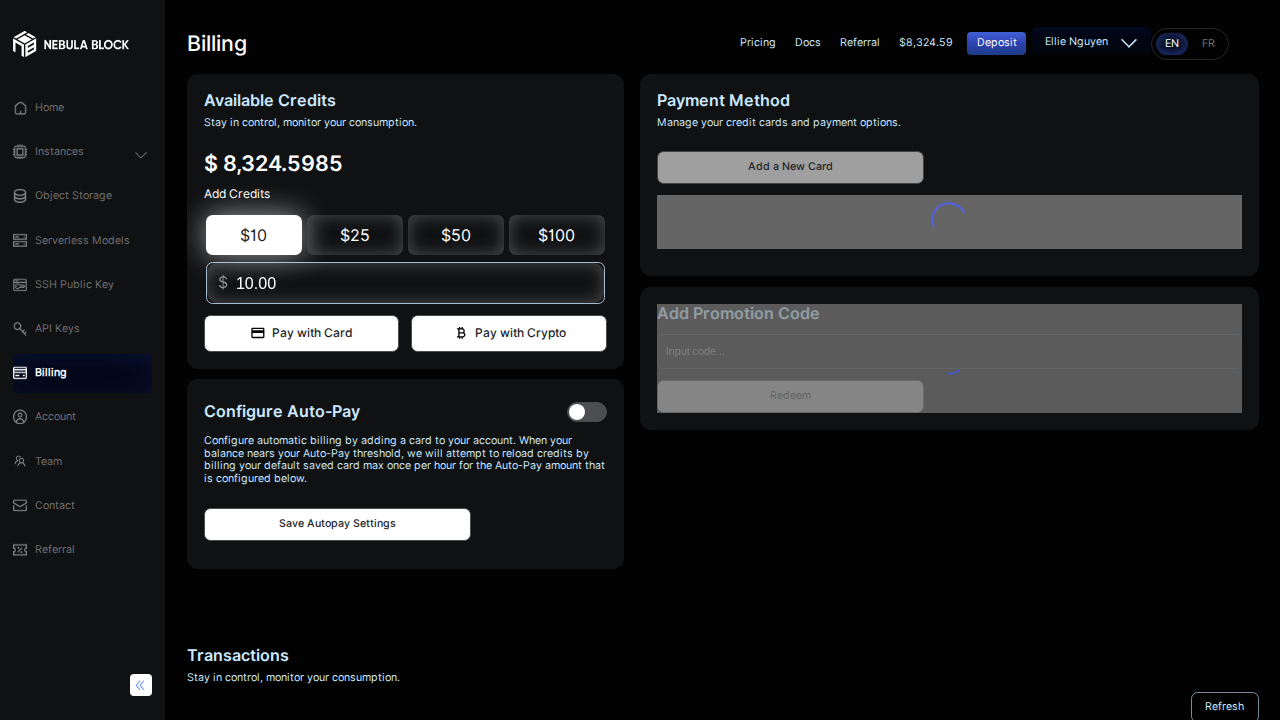 NEBULA BLOCK
Home
Instances
Object Storage
Serverless Models
SSH Public Key
API Keys
Billing
Account
Team
Contact
Referral
Billing
Pricing
Docs
Referral
$8,324.59
Deposit
Ellie Nguyen
EN
FR
Available Credits
Stay in control, monitor your consumption.
$ 8,324.5985
Add Credits
$10
$25
$50
$100
$ 10.00
Pay with Card
Pay with Crypto
Configure Auto-Pay
Configure automatic billing by adding a card to your account. When your
balance nears your Auto-Pay threshold, we will attempt to reload credits by
billing your default saved card max once per hour for the Auto-Pay amount that
is configured below.
Save Autopay Settings
Payment Method
Manage your credit cards and payment options.
Add a New Card
Add Promotion Code
Input code...
Redeem
Transactions
Stay in control, monitor your consumption.
Refresh